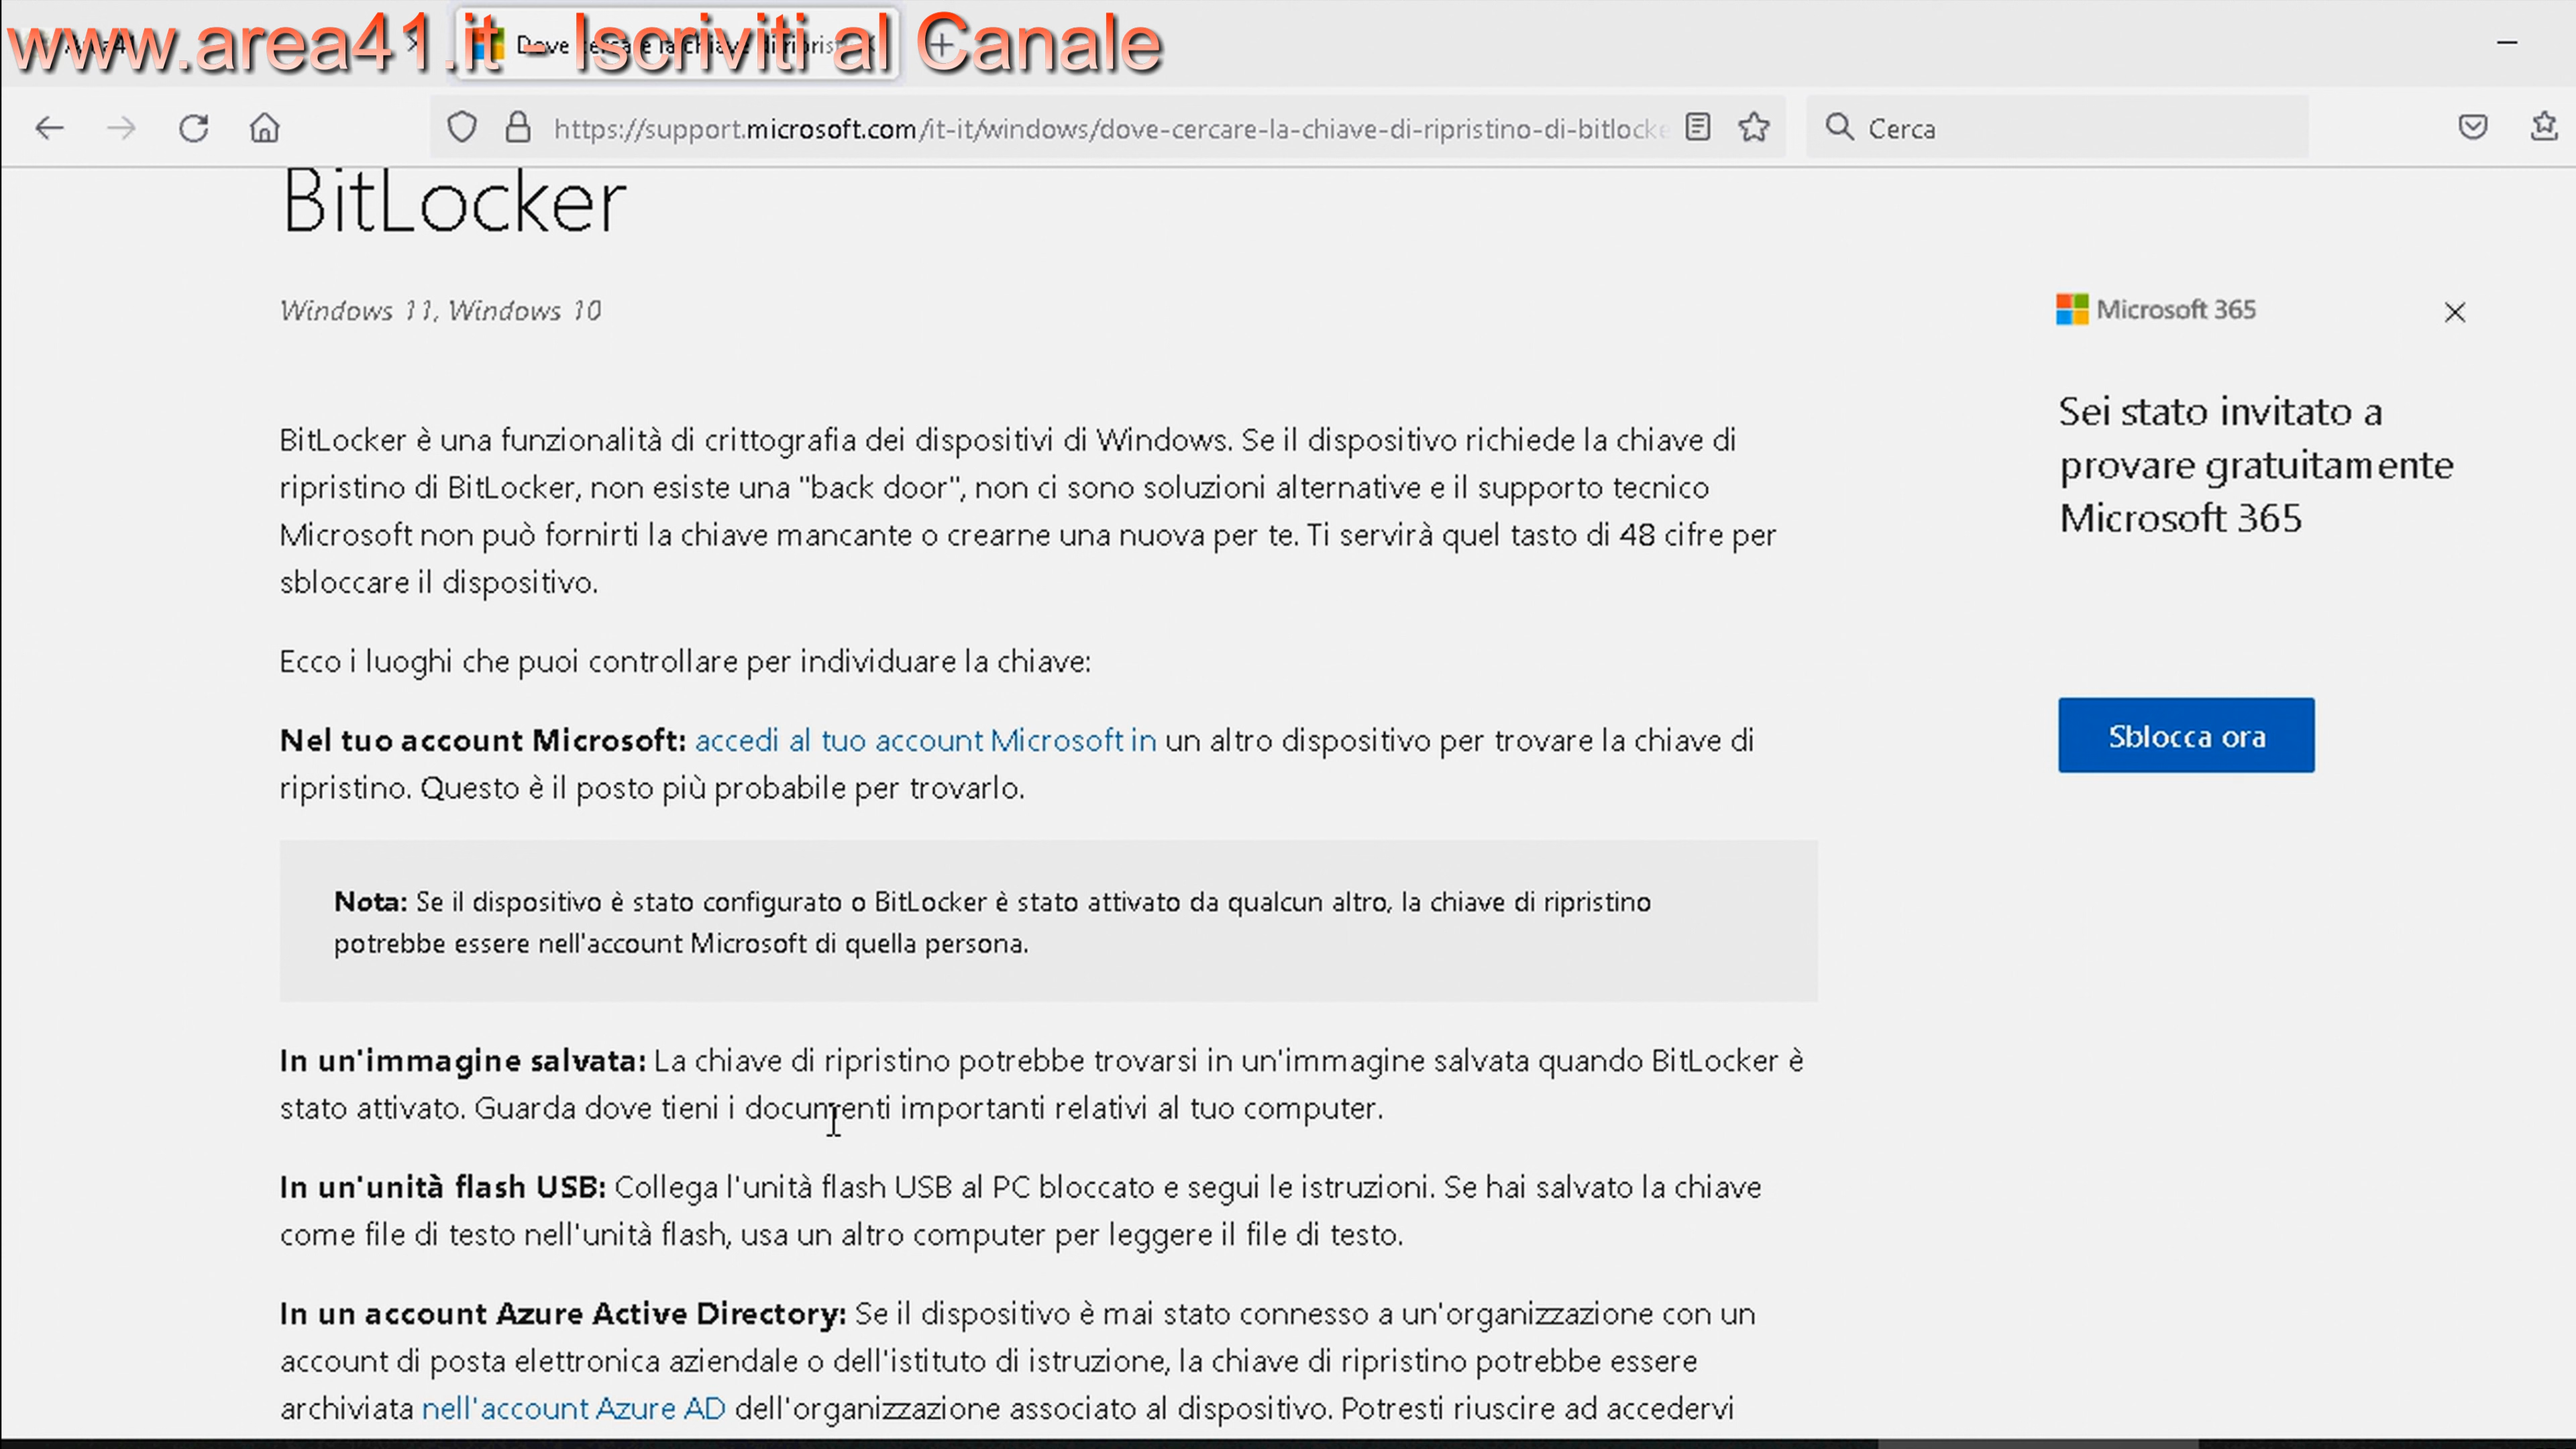 www.area41.it - Iscriviti al Canale
https://support.microsoft.com/it-it/windows/dove-cercare-la-chiave-di-ripristino-di-bitlocke
Cerca
BitLocker
Windows 11, Windows 10
BitLocker è una funzionalità di crittografia dei dispositivi di Windows. Se il dispositivo richiede la chiave di
ripristino di BitLocker, non esiste una "back door", non ci sono soluzioni alternative e il supporto tecnico
Microsoft non può fornirti la chiave mancante o crearne una nuova per te. Ti servirà quel tasto di 48 cifre per
sbloccare il dispositivo.
Ecco i luoghi che puoi controllare per individuare la chiave:
Nel tuo account Microsoft: accedi al tuo account Microsoft in un altro dispositivo per trovare la chiave di
ripristino. Questo è il posto più probabile per trovarlo.
Nota: Se il dispositivo è stato configurato o BitLocker è stato attivato da qualcun altro, la chiave di ripristino
potrebbe essere nell'account Microsoft di quella persona.
In un'immagine salvata: La chiave di ripristino potrebbe trovarsi in un'immagine salvata quando BitLocker è
stato attivato. Guarda dove tieni i documenti importanti relativi al tuo computer.
In un'unità flash USB: Collega l'unità flash USB al PC bloccato e segui le istruzioni. Se hai salvato la chiave
come file di testo nell'unità flash, usa un altro computer per leggere il file di testo.
In un account Azure Active Directory: Se il dispositivo è mai stato connesso a un'organizzazione con un
account di posta elettronica aziendale o dell'istituto di istruzione, la chiave di ripristino potrebbe essere
archiviata nell'account Azure AD dell'organizzazione associato al dispositivo. Potresti riuscire ad accedervi
Microsoft 365
Sei stato invitato a
provare gratuitamente
Microsoft 365
Sblocca ora